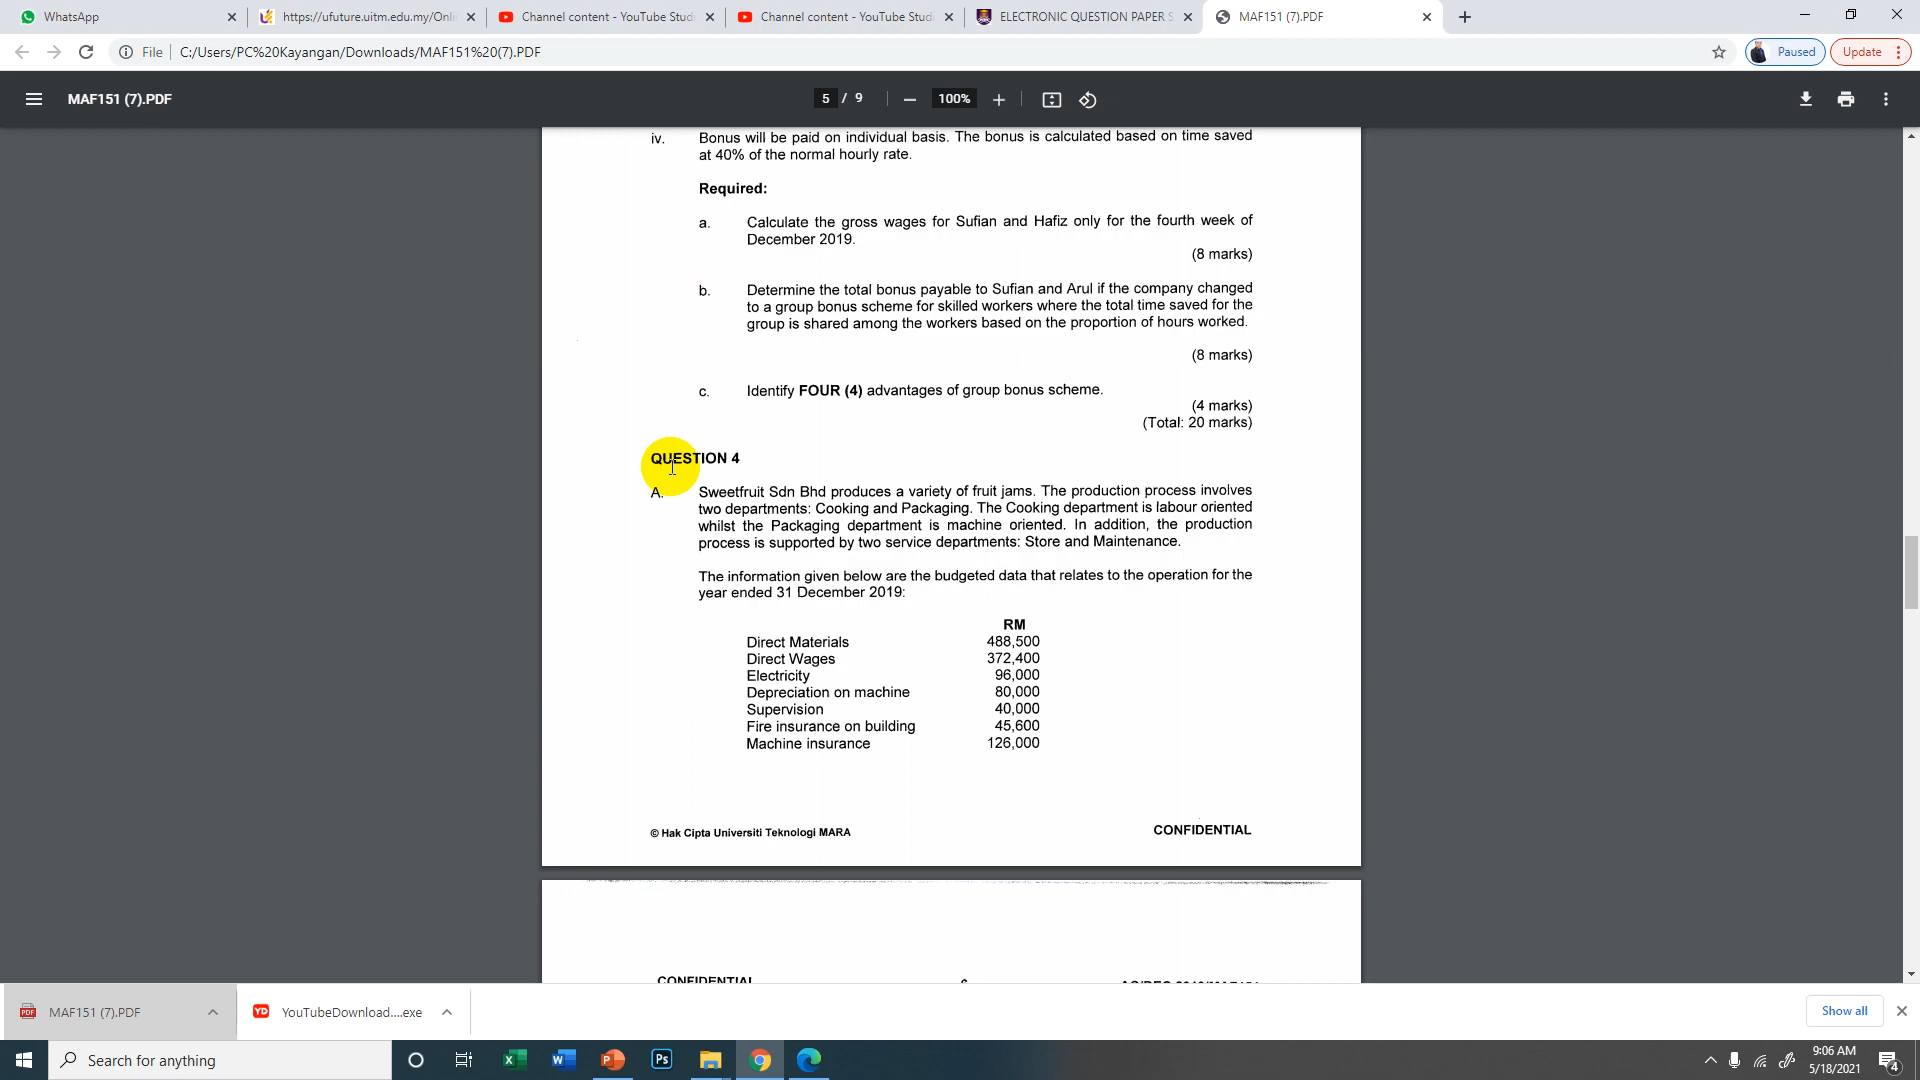 WhatsApp
https://ufuture.uitm.edu.my/Onli
Channel content - YouTube Studi
Channel content - YouTube Studi
ELECTRONIC QUESTION PAPER S
MAF151 (7).PDF
File
C:/Users/PC%20Kayangan/Downloads/MAF151%20(7).PDF
Paused
Update
MAF151 (7).PDF
5 / 9
100%
iv. Bonus will be paid on individual basis. The bonus is calculated based on time saved
at 40% of the normal hourly rate.
Required:
a. Calculate the gross wages for Sufian and Hafiz only for the fourth week of
December 2019.
(8 marks)
b. Determine the total bonus payable to Sufian and Arul if the company changed
to a group bonus scheme for skilled workers where the total time saved for the
group is shared among the workers based on the proportion of hours worked.
(8 marks)
c. Identify FOUR (4) advantages of group bonus scheme.
(4 marks)
(Total: 20 marks)
QUESTION 4
A. Sweetfruit Sdn Bhd produces a variety of fruit jams. The production process involves
two departments: Cooking and Packaging. The Cooking department is labour oriented
whilst the Packaging department is machine oriented. In addition, the production
process is supported by two service departments: Store and Maintenance.
The information given below are the budgeted data that relates to the operation for the
year ended 31 December 2019:
RM
Direct Materials 488,500
Direct Wages 372,400
Electricity 96,000
Depreciation on machine 80,000
Supervision 40,000
Fire insurance on building 45,600
Machine insurance 126,000
© Hak Cipta Universiti Teknologi MARA
CONFIDENTIAL
CONFIDENTIAL
MAF151 (7).PDF
YouTubeDownload....exe
Show all
Search for anything
9:06 AM
5/18/2021
4